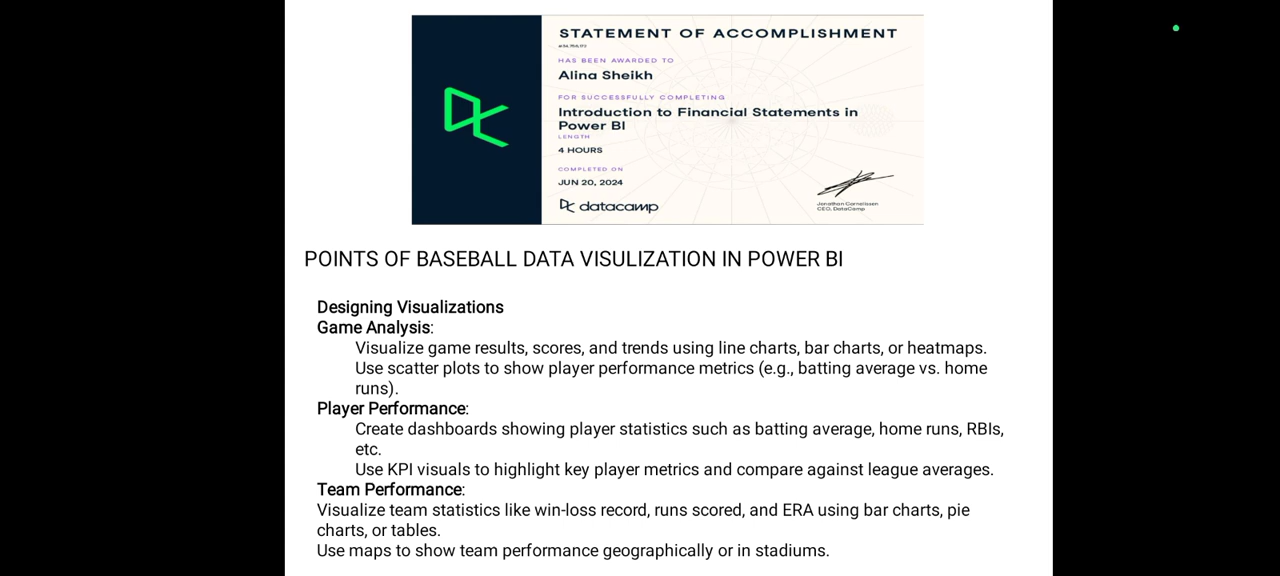 STATEMENT OF ACCOMPLISHMENT
HAS BEEN AWARDED TO
Alina Sheikh
FOR SUCCESSFULLY COMPLETING
Introduction to Financial Statements in
Power BI
LENGTH
4 HOURS
COMPLETED ON
JUN 20, 2024
datacamp
Jonathan Cornelissen
CEO, DataCamp
POINTS OF BASEBALL DATA VISULIZATION IN POWER BI
Designing Visualizations
Game Analysis:
Visualize game results, scores, and trends using line charts, bar charts, or heatmaps.
Use scatter plots to show player performance metrics (e.g., batting average vs. home
runs).
Player Performance:
Create dashboards showing player statistics such as batting average, home runs, RBIs,
etc.
Use KPI visuals to highlight key player metrics and compare against league averages.
Team Performance:
Visualize team statistics like win-loss record, runs scored, and ERA using bar charts, pie
charts, or tables.
Use maps to show team performance geographically or in stadiums.